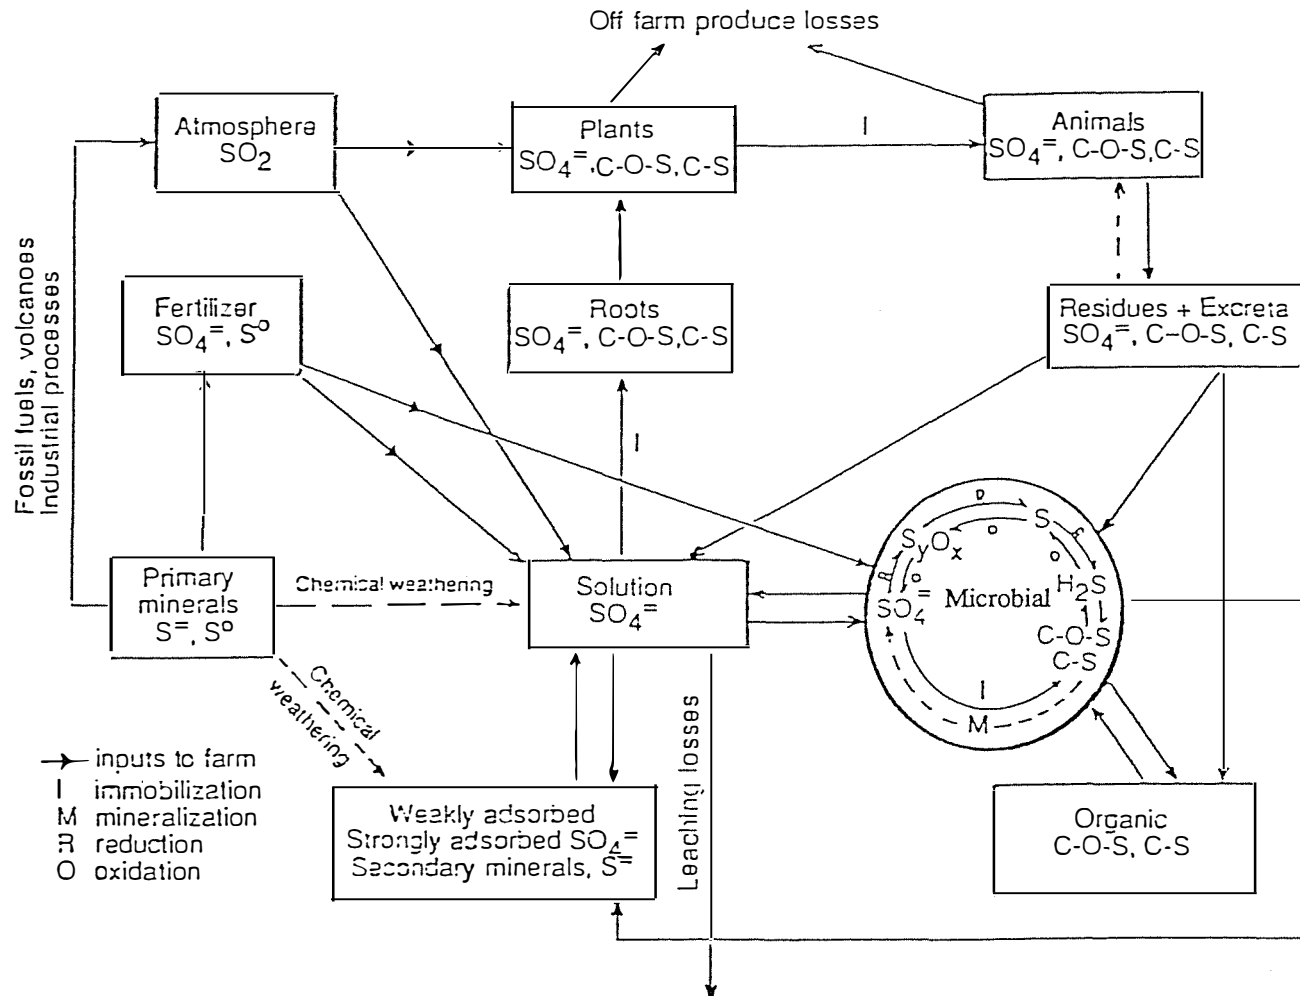 Off farm produce losses
Atmosphere
SO2
Plants
SO4=, C-O-S, C-S
I
Animals
SO4=, C-O-S, C-S
Fossil fuels, volcanoes
Industrial processes
Fertilizer
SO4=, S°
Roots
SO4=, C-O-S, C-S
I
Residues + Excreta
SO4=, C-O-S, C-S
Primary
minerals
S=, S°
Chemical weathering
Chemical
weathering
Solution
SO4=
S
SyOx
O
R
O
O
SO4=
Microbial
H2S
C-O-S
C-S
I
M
Leaching losses
inputs to farm
I immobilization
M mineralization
R reduction
O oxidation
Weakly adsorbed
Strongly adsorbed SO4=
Secondary minerals, S=
Organic
C-O-S, C-S